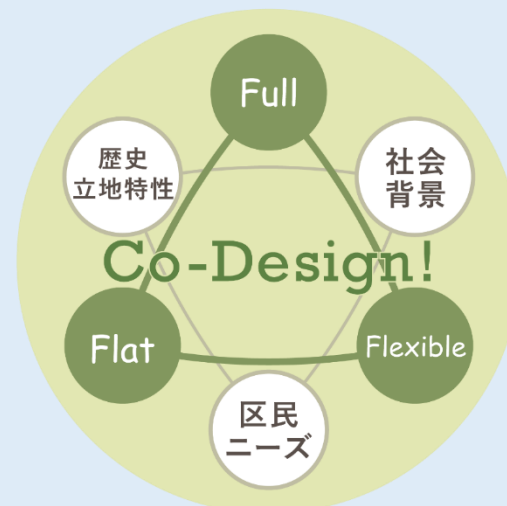 Full
歴史
立地特性
社会
背景
Co-Design!
Flat
Flexible
区民
ニーズ